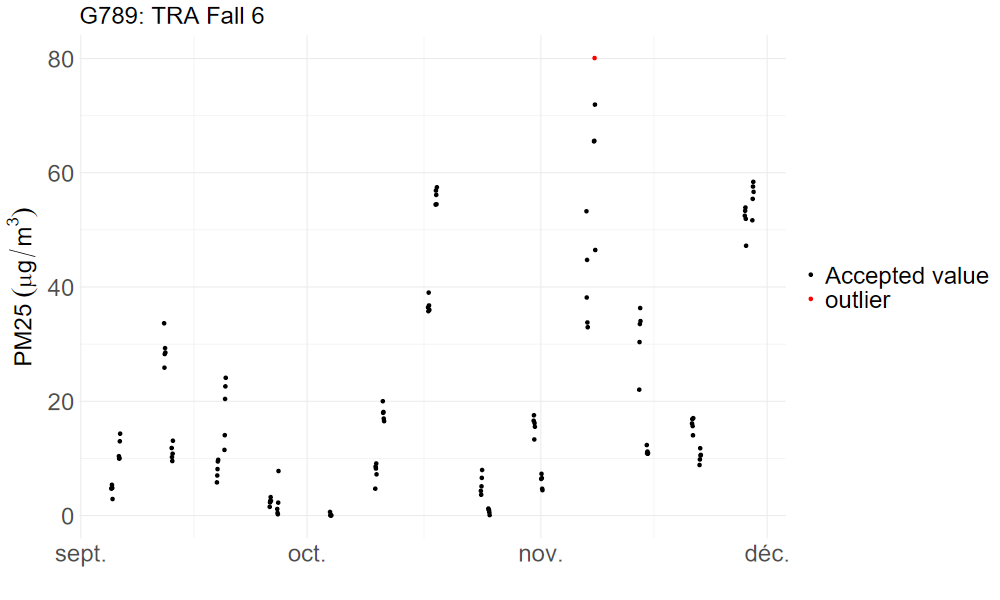 G789: TRA Fall 6
PM25 (μg/m³)
80
60
40
20
0
sept.
oct.
nov.
déc.
Accepted value
outlier